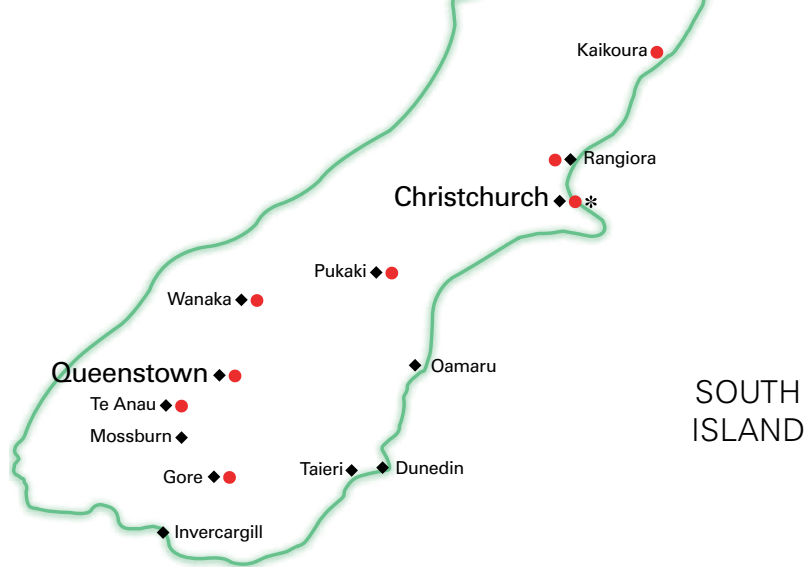 Kaikoura
Rangiora
Christchurch *
Pukaki
Wanaka
Oamaru
Queenstown
SOUTH
ISLAND
Te Anau
Mossburn
Taieri
Dunedin
Gore
Invercargill